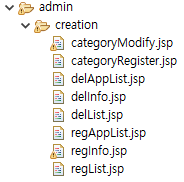 admin
creation
categoryModify.jsp
categoryRegister.jsp
delAppList.jsp
delInfo.jsp
delList.jsp
regAppList.jsp
regInfo.jsp
regList.jsp